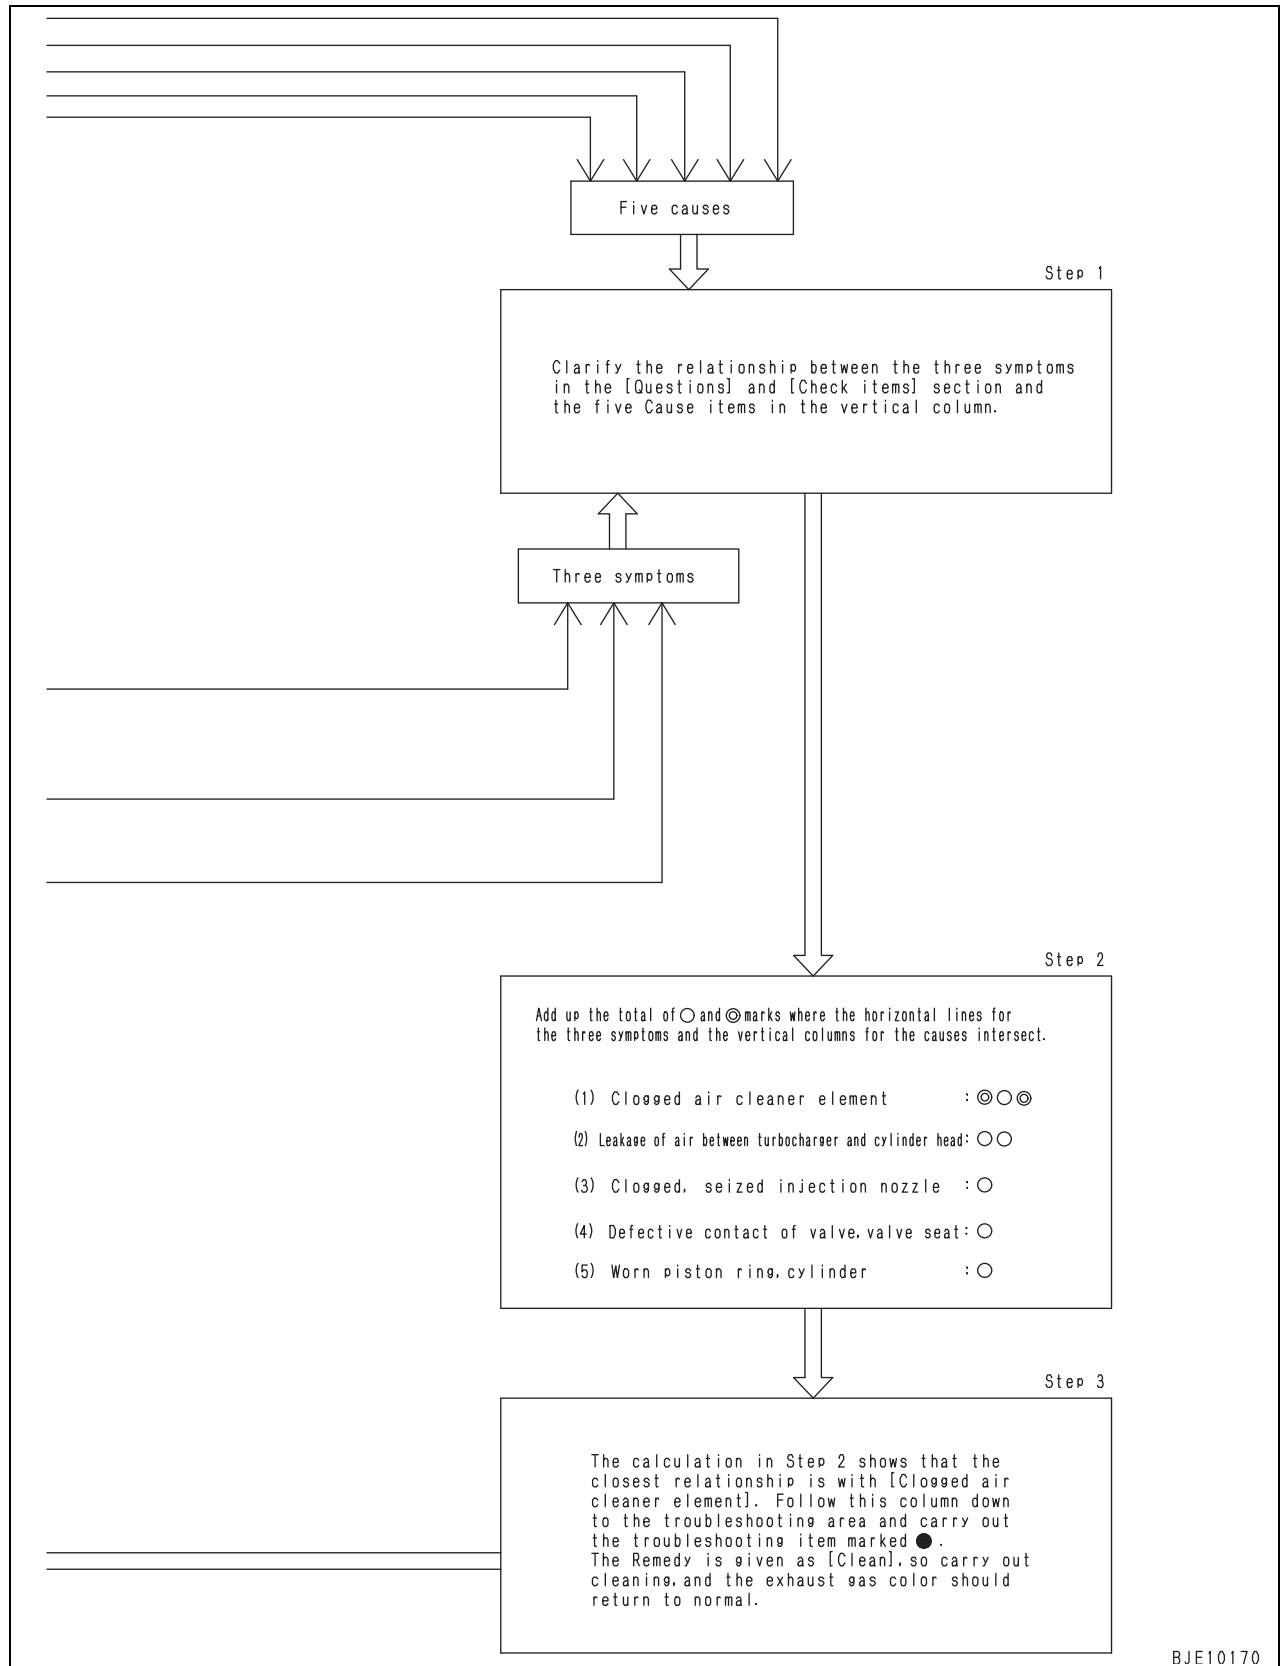 Five causes
Step 1
Clarify the relationship between the three symptoms
in the [Questions] and [Check items] section and
the five Cause items in the vertical column.
Three symptoms
Step 2
Add up the total of ○ and ◎ marks where the horizontal lines for
the three symptoms and the vertical columns for the causes intersect.
(1) Clogged air cleaner element : ◎○◎
(2) Leakage of air between turbocharger and cylinder head: ○○
(3) Clogged, seized injection nozzle : ○
(4) Defective contact of valve, valve seat: ○
(5) Worn piston ring, cylinder : ○
Step 3
The calculation in Step 2 shows that the
closest relationship is with [Clogged air
cleaner element]. Follow this column down
to the troubleshooting area and carry out
the troubleshooting item marked ●.
The Remedy is given as [Clean], so carry out
cleaning, and the exhaust gas color should
return to normal.
BJE10170